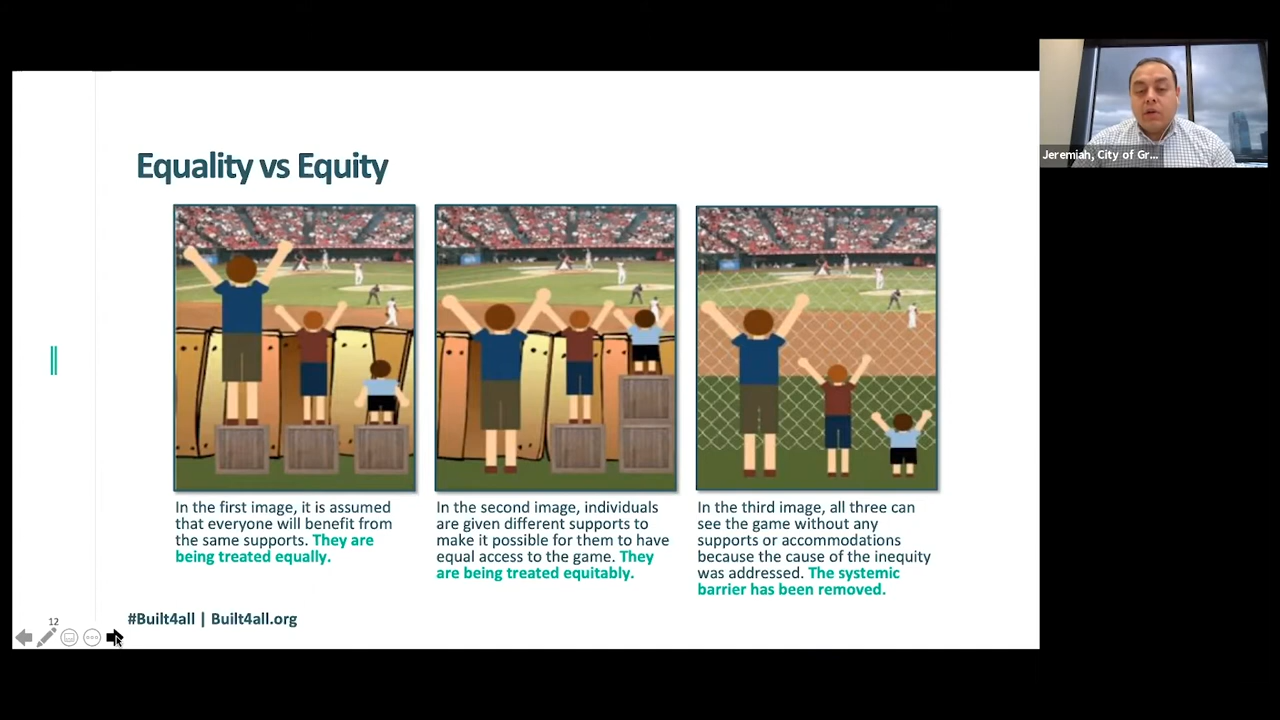 Equality vs Equity
In the first image, it is assumed
that everyone will benefit from
the same supports. They are
being treated equally.
In the second image, individuals
are given different supports to
make it possible for them to have
equal access to the game. They
are being treated equitably.
In the third image, all three can
see the game without any
supports or accommodations
because the cause of the inequity
was addressed. The systemic
barrier has been removed.
12
#Built4all | Built4all.org
Jeremiah, City of Gr...